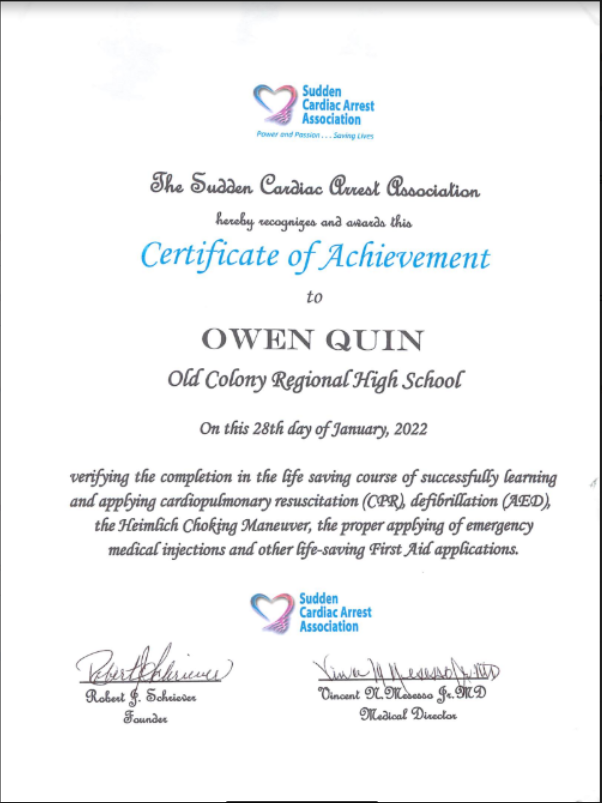 Sudden
Cardiac Arrest
Association
Power and Passion . . . Saving Lives
The Sudden Cardiac Arrest Association
hereby recognizes and awards this
Certificate of Achievement
to
OWEN QUIN
Old Colony Regional High School
On this 28th day of January, 2022
verifying the completion in the life saving course of successfully learning
and applying cardiopulmonary resuscitation (CPR), defibrillation (AED),
the Heimlich Choking Maneuver, the proper applying of emergency
medical injections and other life-saving First Aid applications.
Sudden
Cardiac Arrest
Association
Robert J. Schriever
Robert J. Schriever
Founder
Vincent N. Mosesso Jr. MD
Medical Director